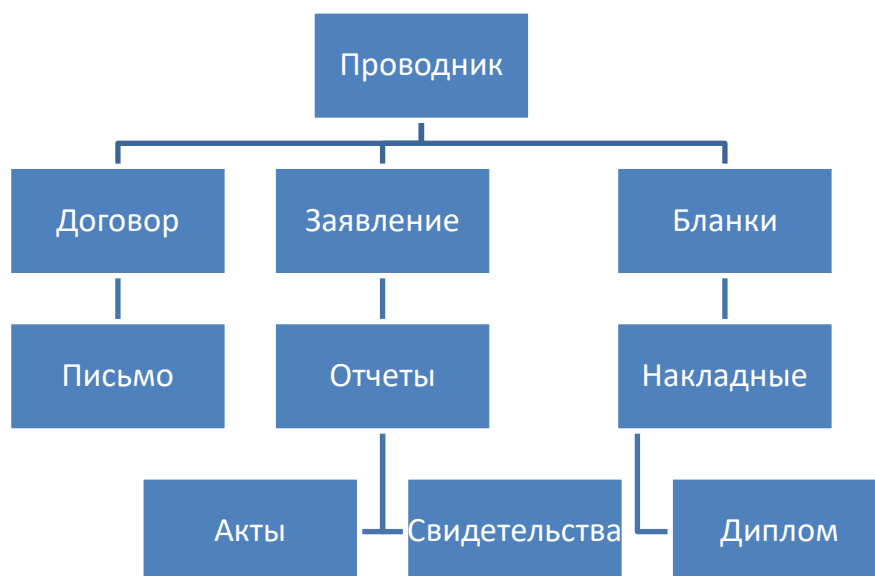 Проводник
Договор
Заявление
Бланки
Письмо
Отчеты
Накладные
Акты
Свидетельства
Диплом